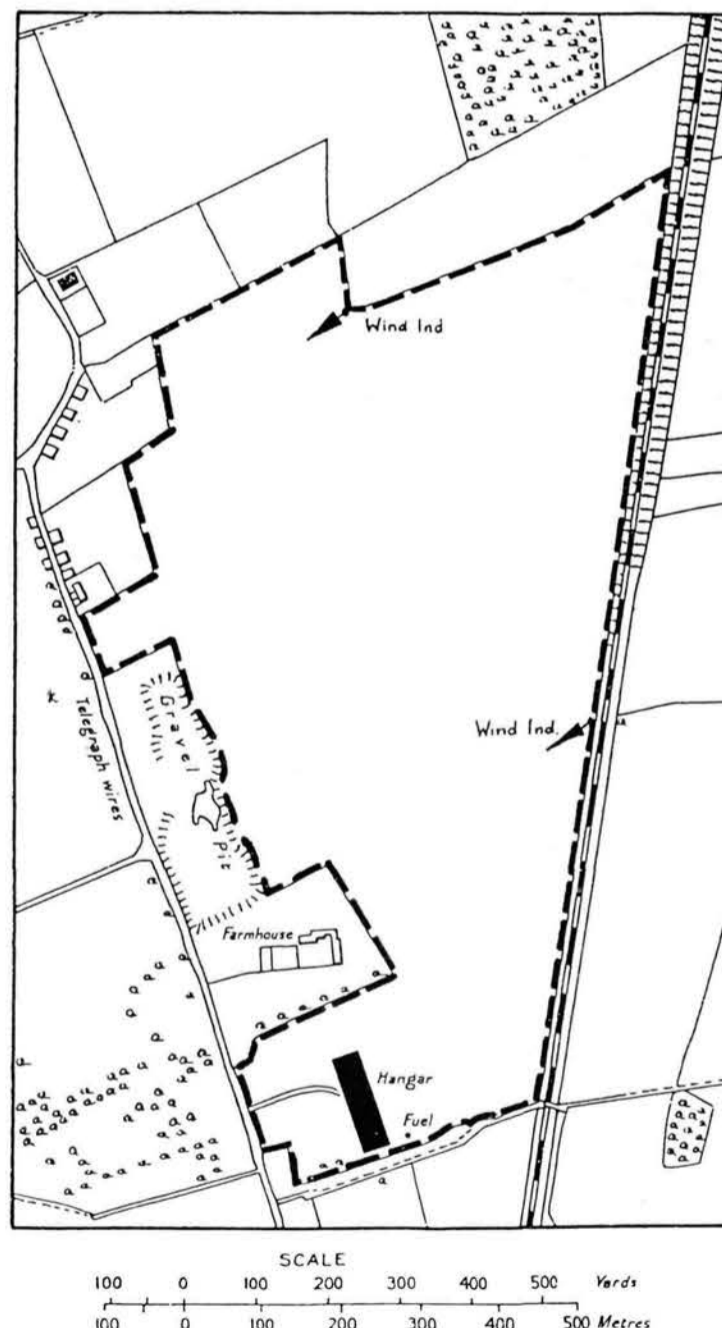 Wind Ind
Wind Ind.
Telegraph wires
Gravel
Pit
Farmhouse
Hangar
Fuel
SCALE
100 0 100 200 300 400 500 Yards
100 0 100 200 300 400 500 Metres